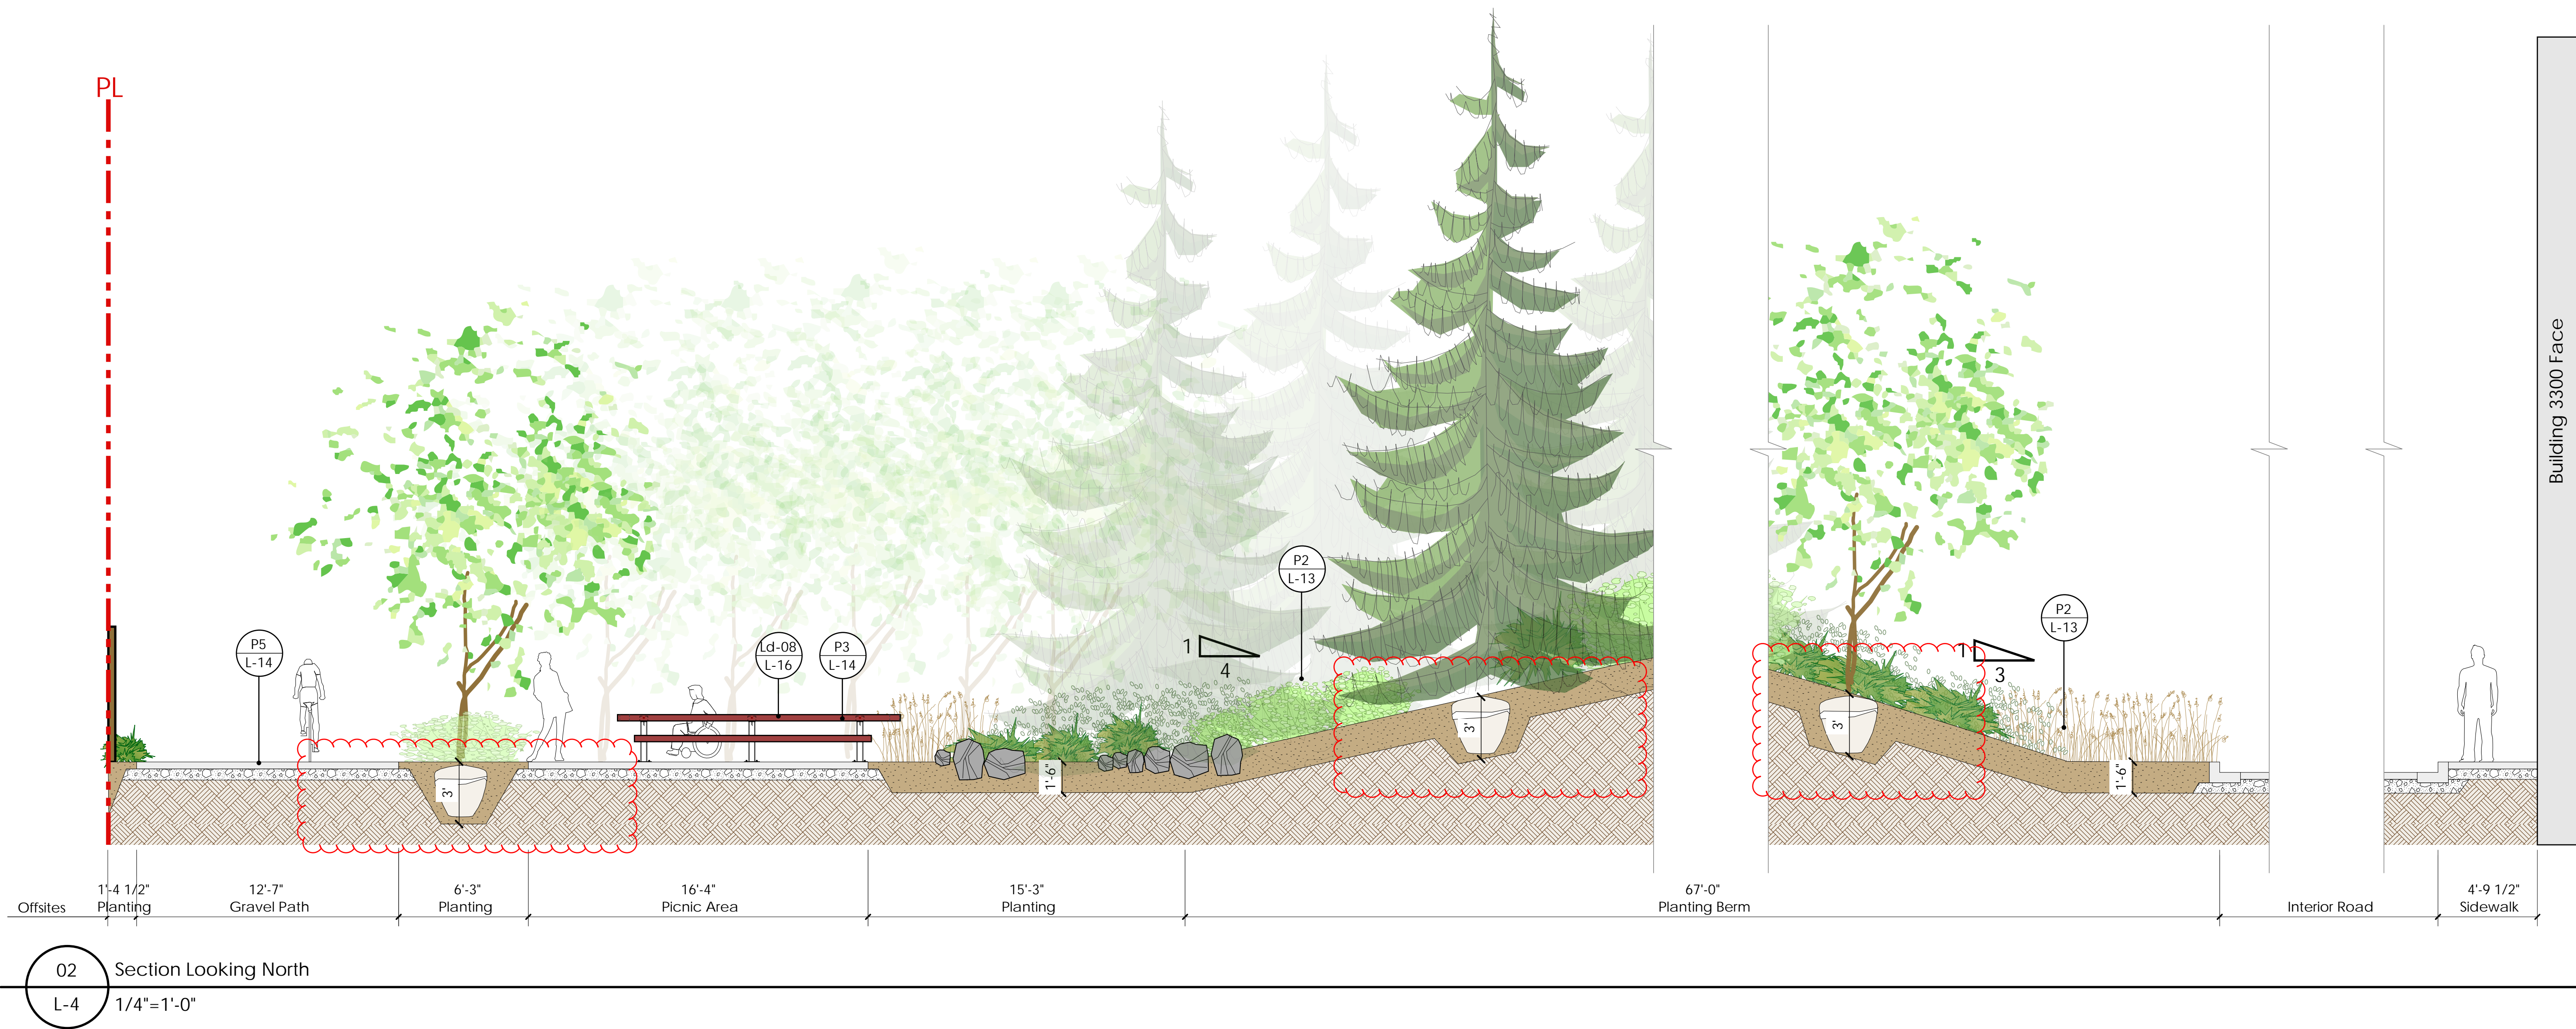 PL
Building 3300 Face
P5
L-14
Ld-08
L-16
P3
L-14
P2
L-13
1
4
P2
L-13
1
3
3'
1'-6"
3'
3'
1'-6"
1'-4 1/2"
12'-7"
6'-3"
16'-4"
15'-3"
67'-0"
4'-9 1/2"
Offsites
Planting
Gravel Path
Planting
Picnic Area
Planting
Planting Berm
Interior Road
Sidewalk
02
Section Looking North
L-4
1/4"=1'-0"